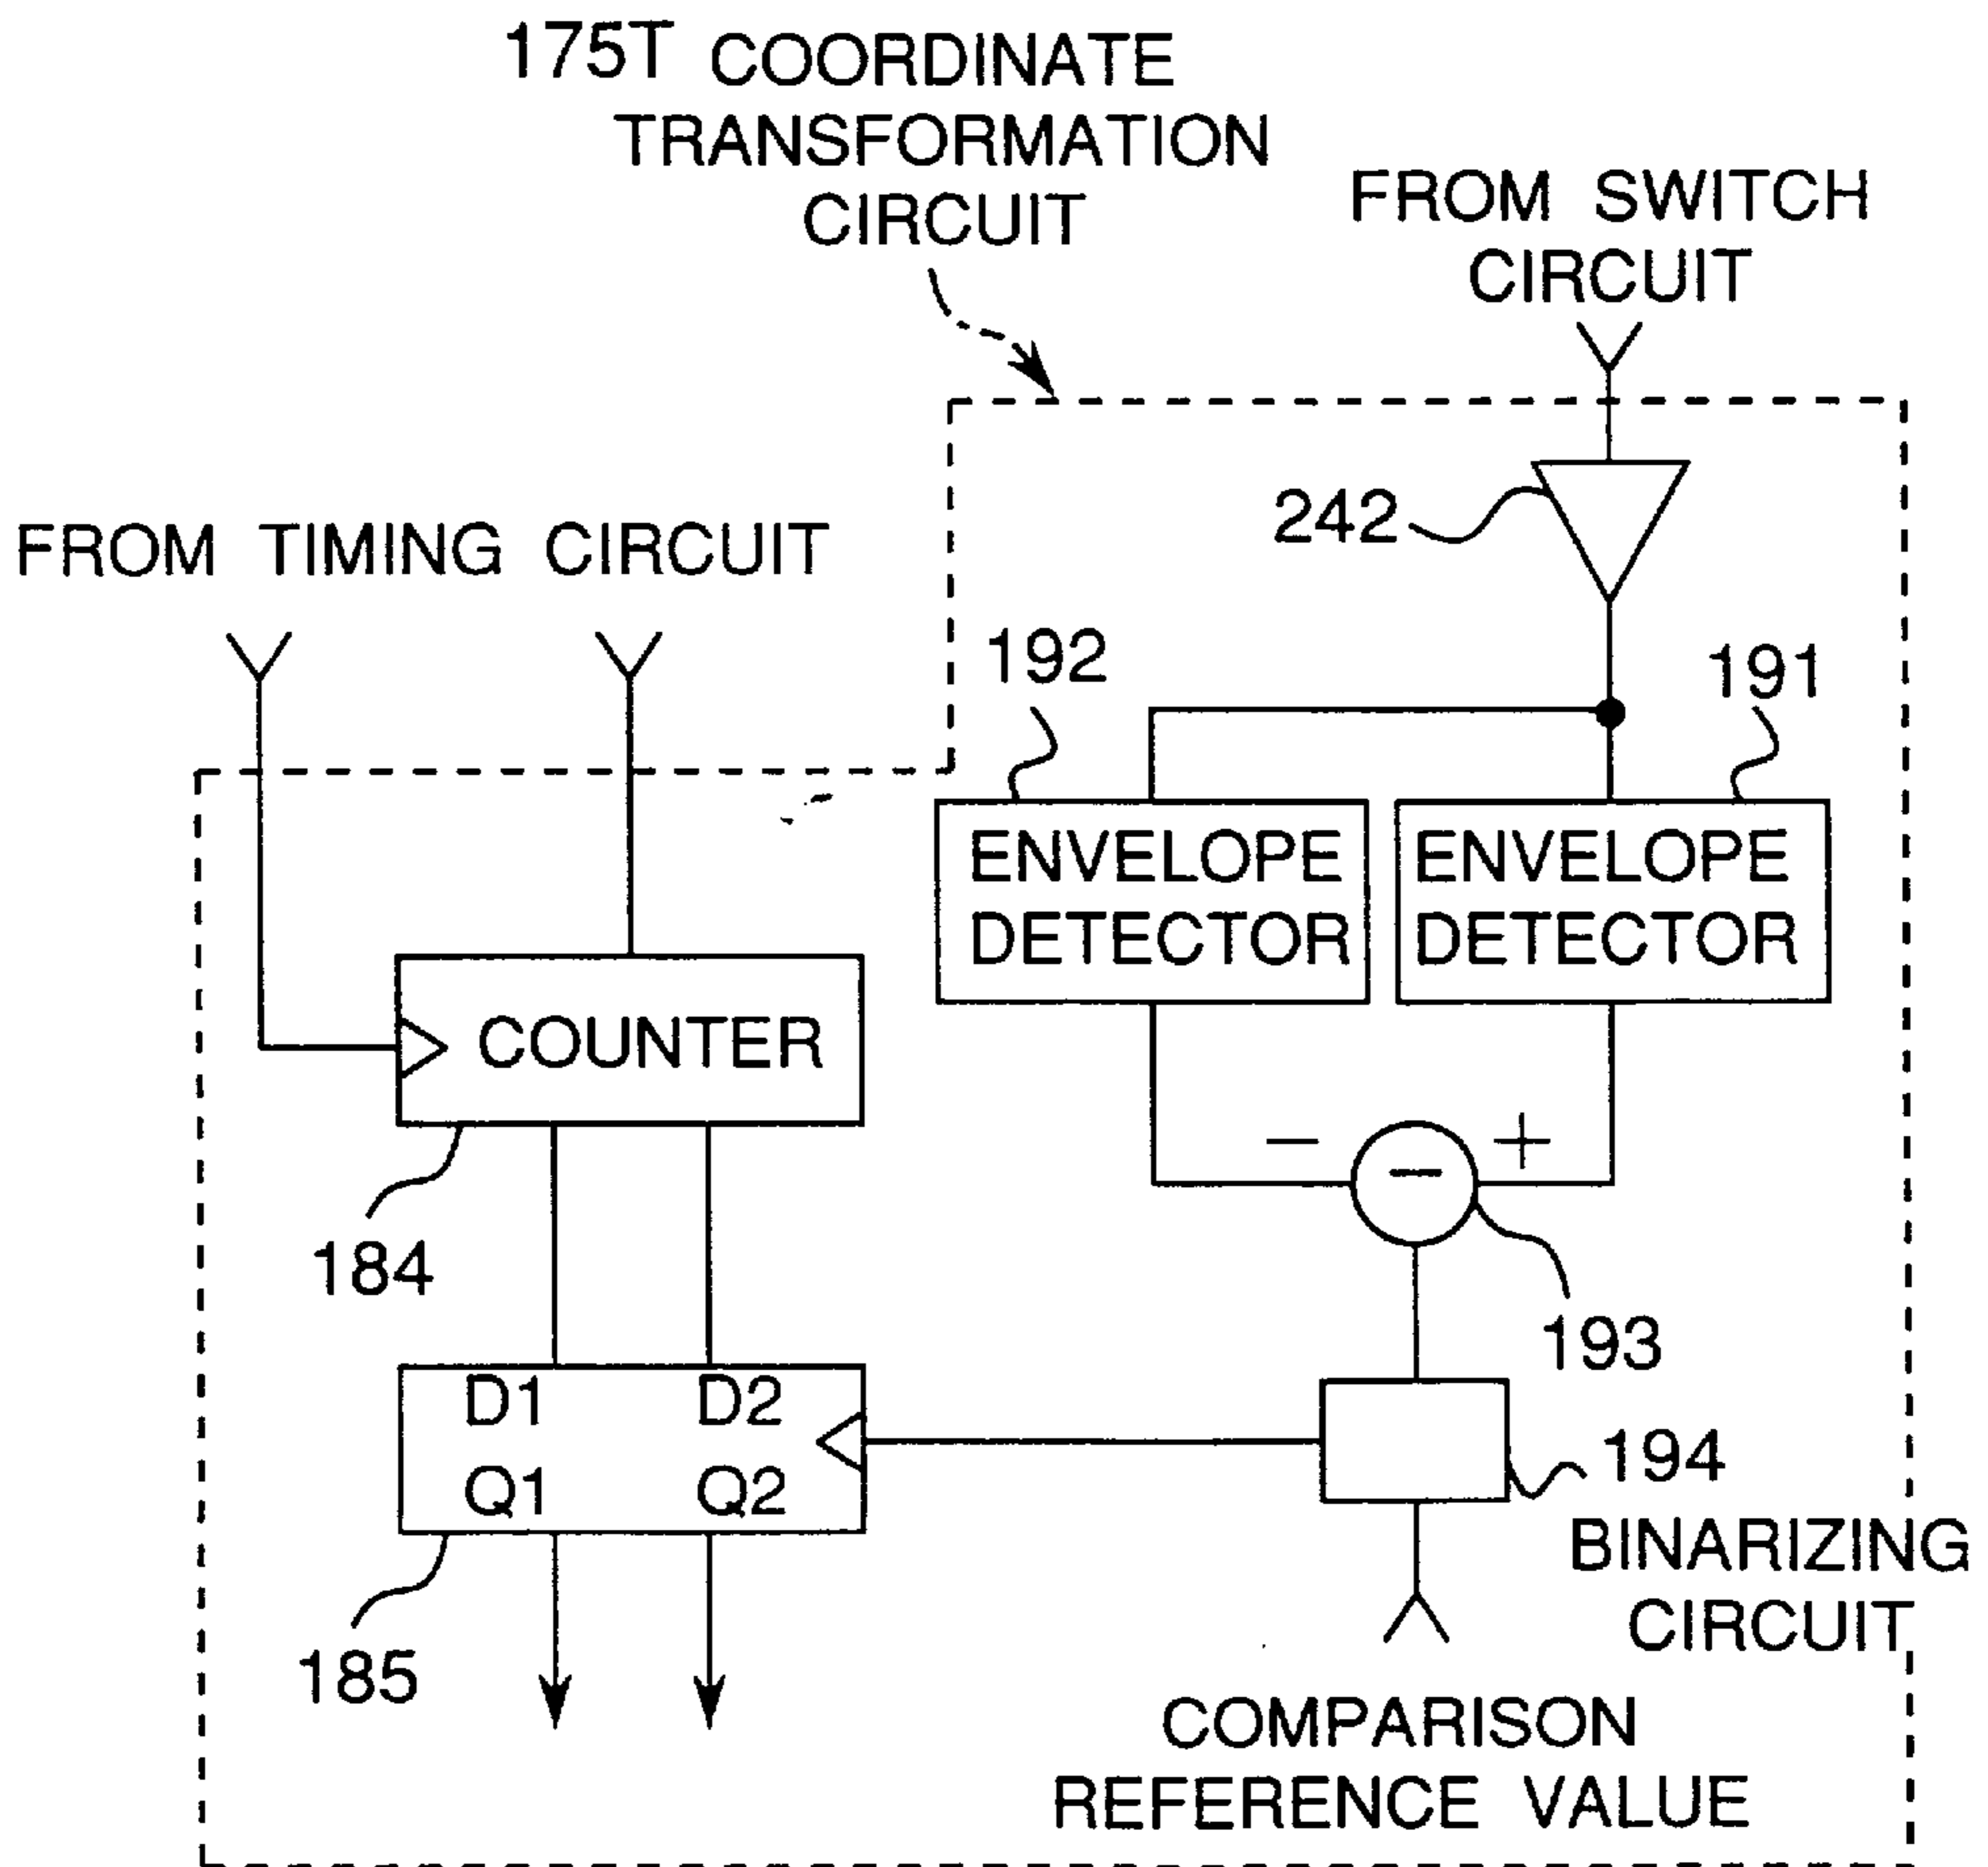 175T COORDINATE
TRANSFORMATION
CIRCUIT
FROM SWITCH
CIRCUIT
242
FROM TIMING CIRCUIT
192
191
ENVELOPE
DETECTOR
ENVELOPE
DETECTOR
COUNTER
− − +
184
193
D1 D2
Q1 Q2
194
BINARIZING
CIRCUIT
185
COMPARISON
REFERENCE VALUE